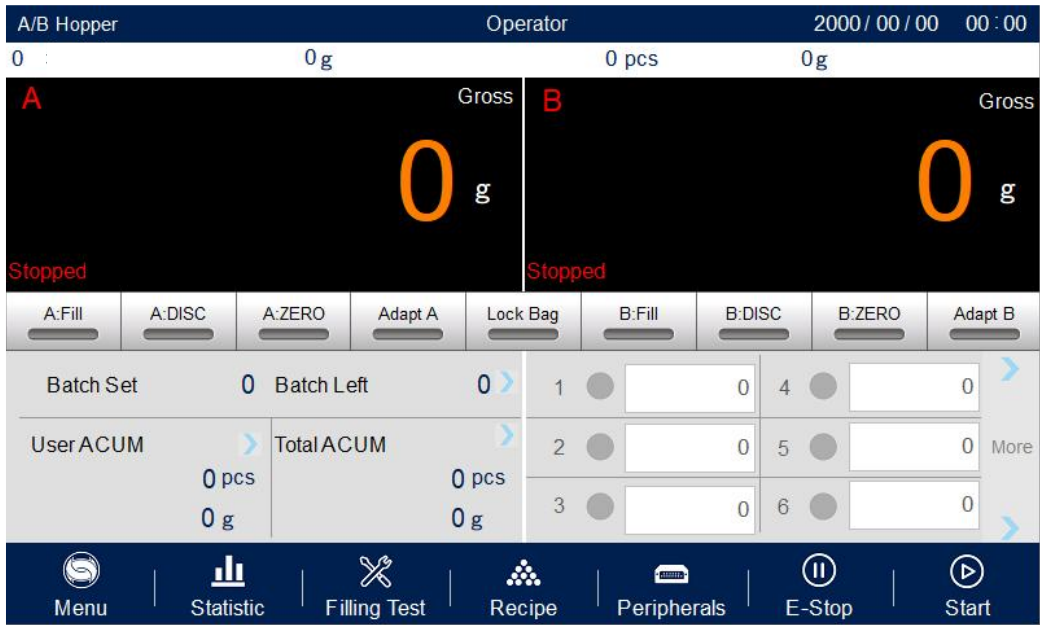 A/B Hopper Operator 2000/00/00 00:00
0 : 0 g 0 pcs 0 g
A Gross B Gross
0 g 0 g
Stopped Stopped
A:Fill A:DISC A:ZERO Adapt A Lock Bag B:Fill B:DISC B:ZERO Adapt B
Batch Set 0 Batch Left 0 1 0 4 0
User ACUM Total ACUM 2 0 5 0 More
0 pcs 0 pcs
0 g 0 g 3 0 6 0
Menu Statistic Filling Test Recipe Peripherals E-Stop Start